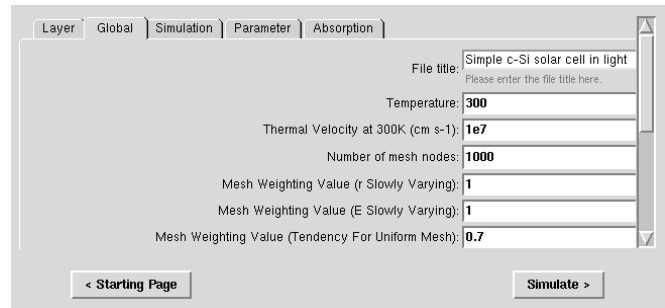 Layer Global Simulation Parameter Absorption
File title: Simple c-Si solar cell in light
Please enter the file title here.
Temperature: 300
Thermal Velocity at 300K (cm s-1): 1e7
Number of mesh nodes: 1000
Mesh Weighting Value (r Slowly Varying): 1
Mesh Weighting Value (E Slowly Varying): 1
Mesh Weighting Value (Tendency For Uniform Mesh): 0.7
< Starting Page Simulate >